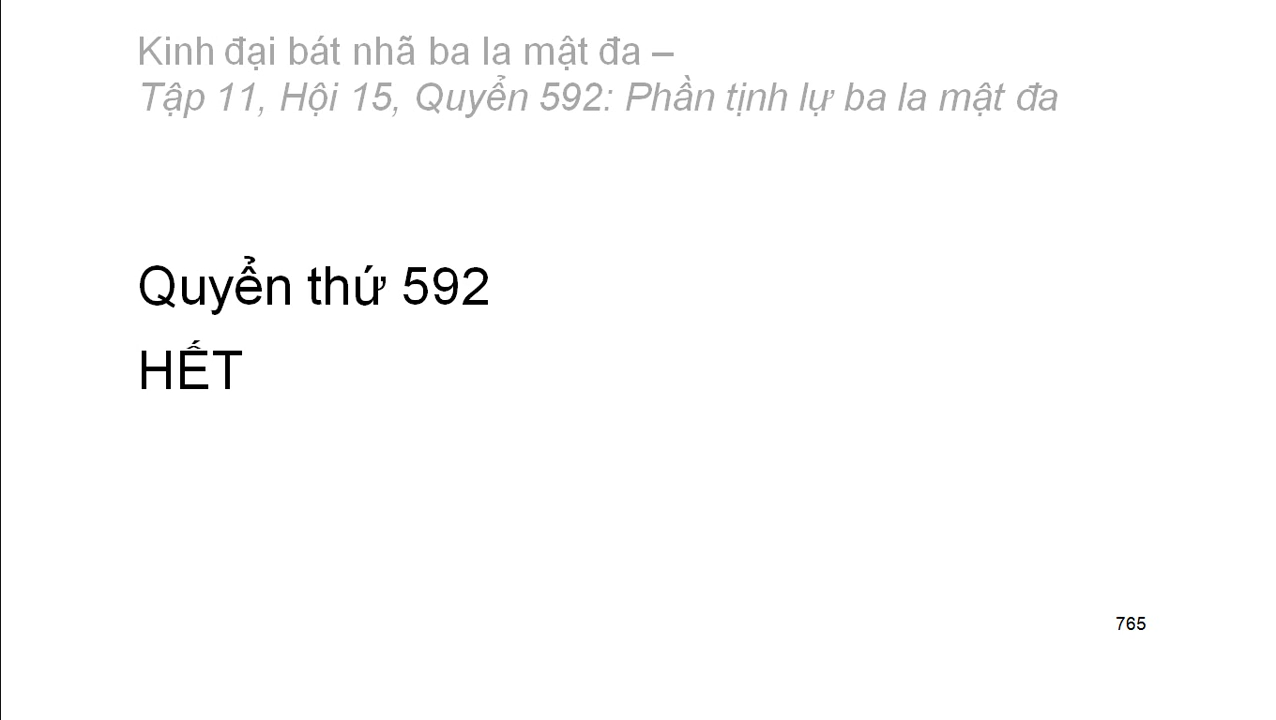 Kinh đại bát nhã ba la mật đa –
Tập 11, Hội 15, Quyển 592: Phần tịnh lự ba la mật đa
Quyển thứ 592
HẾT
765